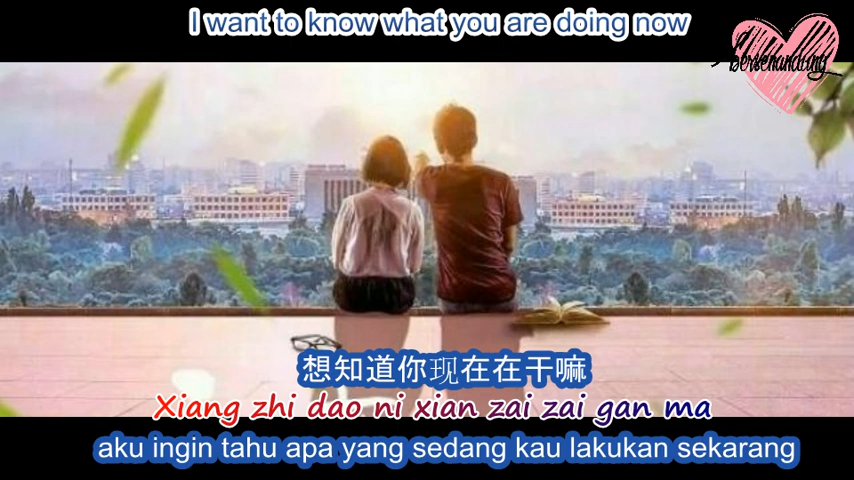 I want to know what you are doing now
bersenandung
想知道你现在在干嘛
Xiang zhi dao ni xian zai zai gan ma
aku ingin tahu apa yang sedang kau lakukan sekarang